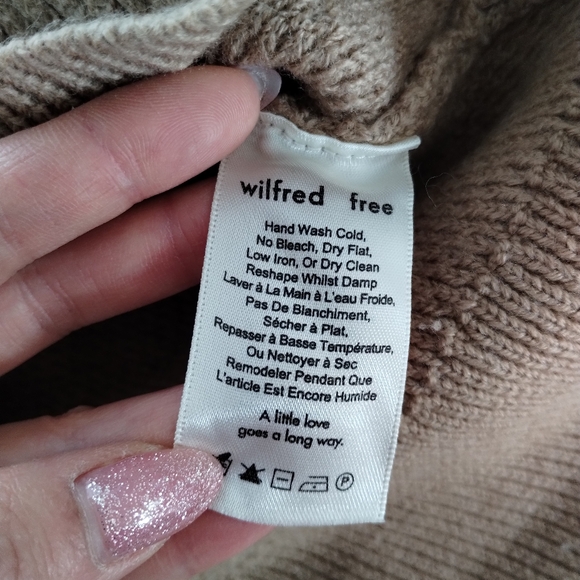 wilfred free
Hand Wash Cold,
No Bleach, Dry Flat,
Low Iron, Or Dry Clean
Reshape Whilst Damp
Laver à La Main à L'eau Froide,
Pas De Blanchiment,
Sécher à Plat,
Repasser à Basse Température,
Ou Nettoyer à Sec
Remodeler Pendant Que
L'article Est Encore Humide
A little love
goes a long way.
P